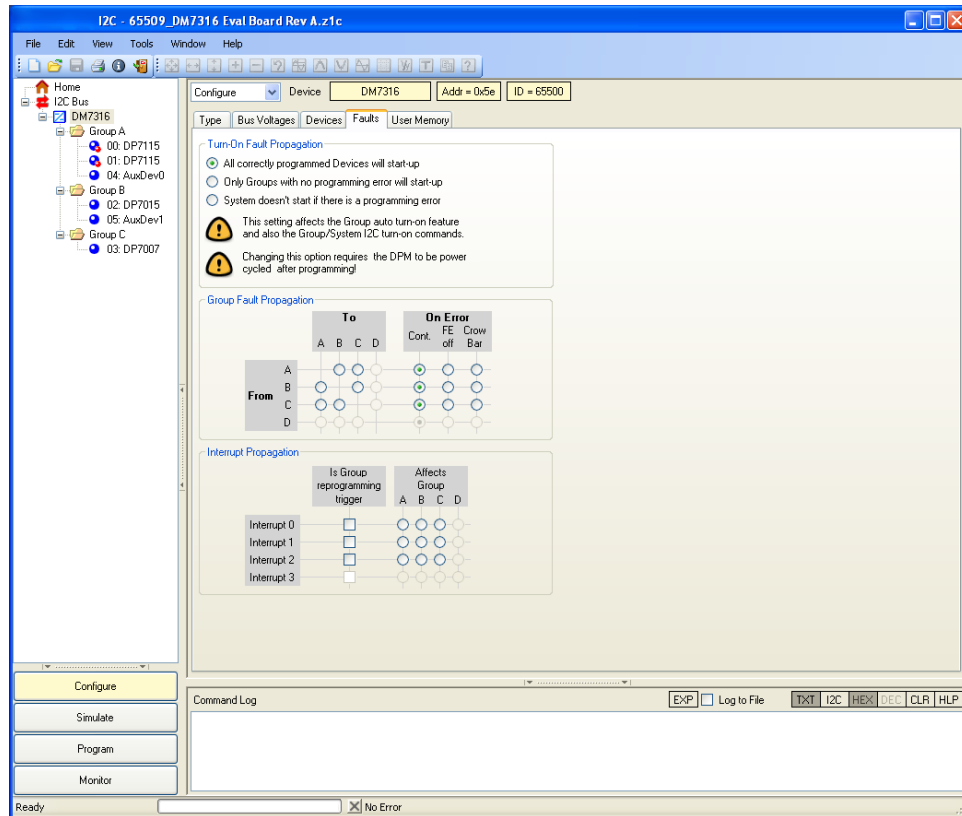 I2C - 65509_DM7316 Eval Board Rev A.z1c
File Edit View Tools Window Help
Home
I2C Bus
DM7316
Group A
00: DP7115
01: DP7115
04: AuxDev0
Group B
02: DP7015
05: AuxDev1
Group C
03: DP7007
Configure
Simulate
Program
Monitor
Configure Device DM7316 Addr = 0x5e ID = 65500
Type Bus Voltages Devices Faults User Memory
Turn-On Fault Propagation
All correctly programmed Devices will start-up
Only Groups with no programming error will start-up
System doesn't start if there is a programming error
This setting affects the Group auto turn-on feature
and also the Group/System I2C turn-on commands.
Changing this option requires the DPM to be power
cycled after programming!
Group Fault Propagation
To On Error
A B C D Cont. FE off Crow Bar
From
A
B
C
D
Interrupt Propagation
Is Group reprogramming trigger
Affects Group
A B C D
Interrupt 0
Interrupt 1
Interrupt 2
Interrupt 3
Command Log EXP Log to File TXT I2C HEX DEC CLR HLP
Ready No Error